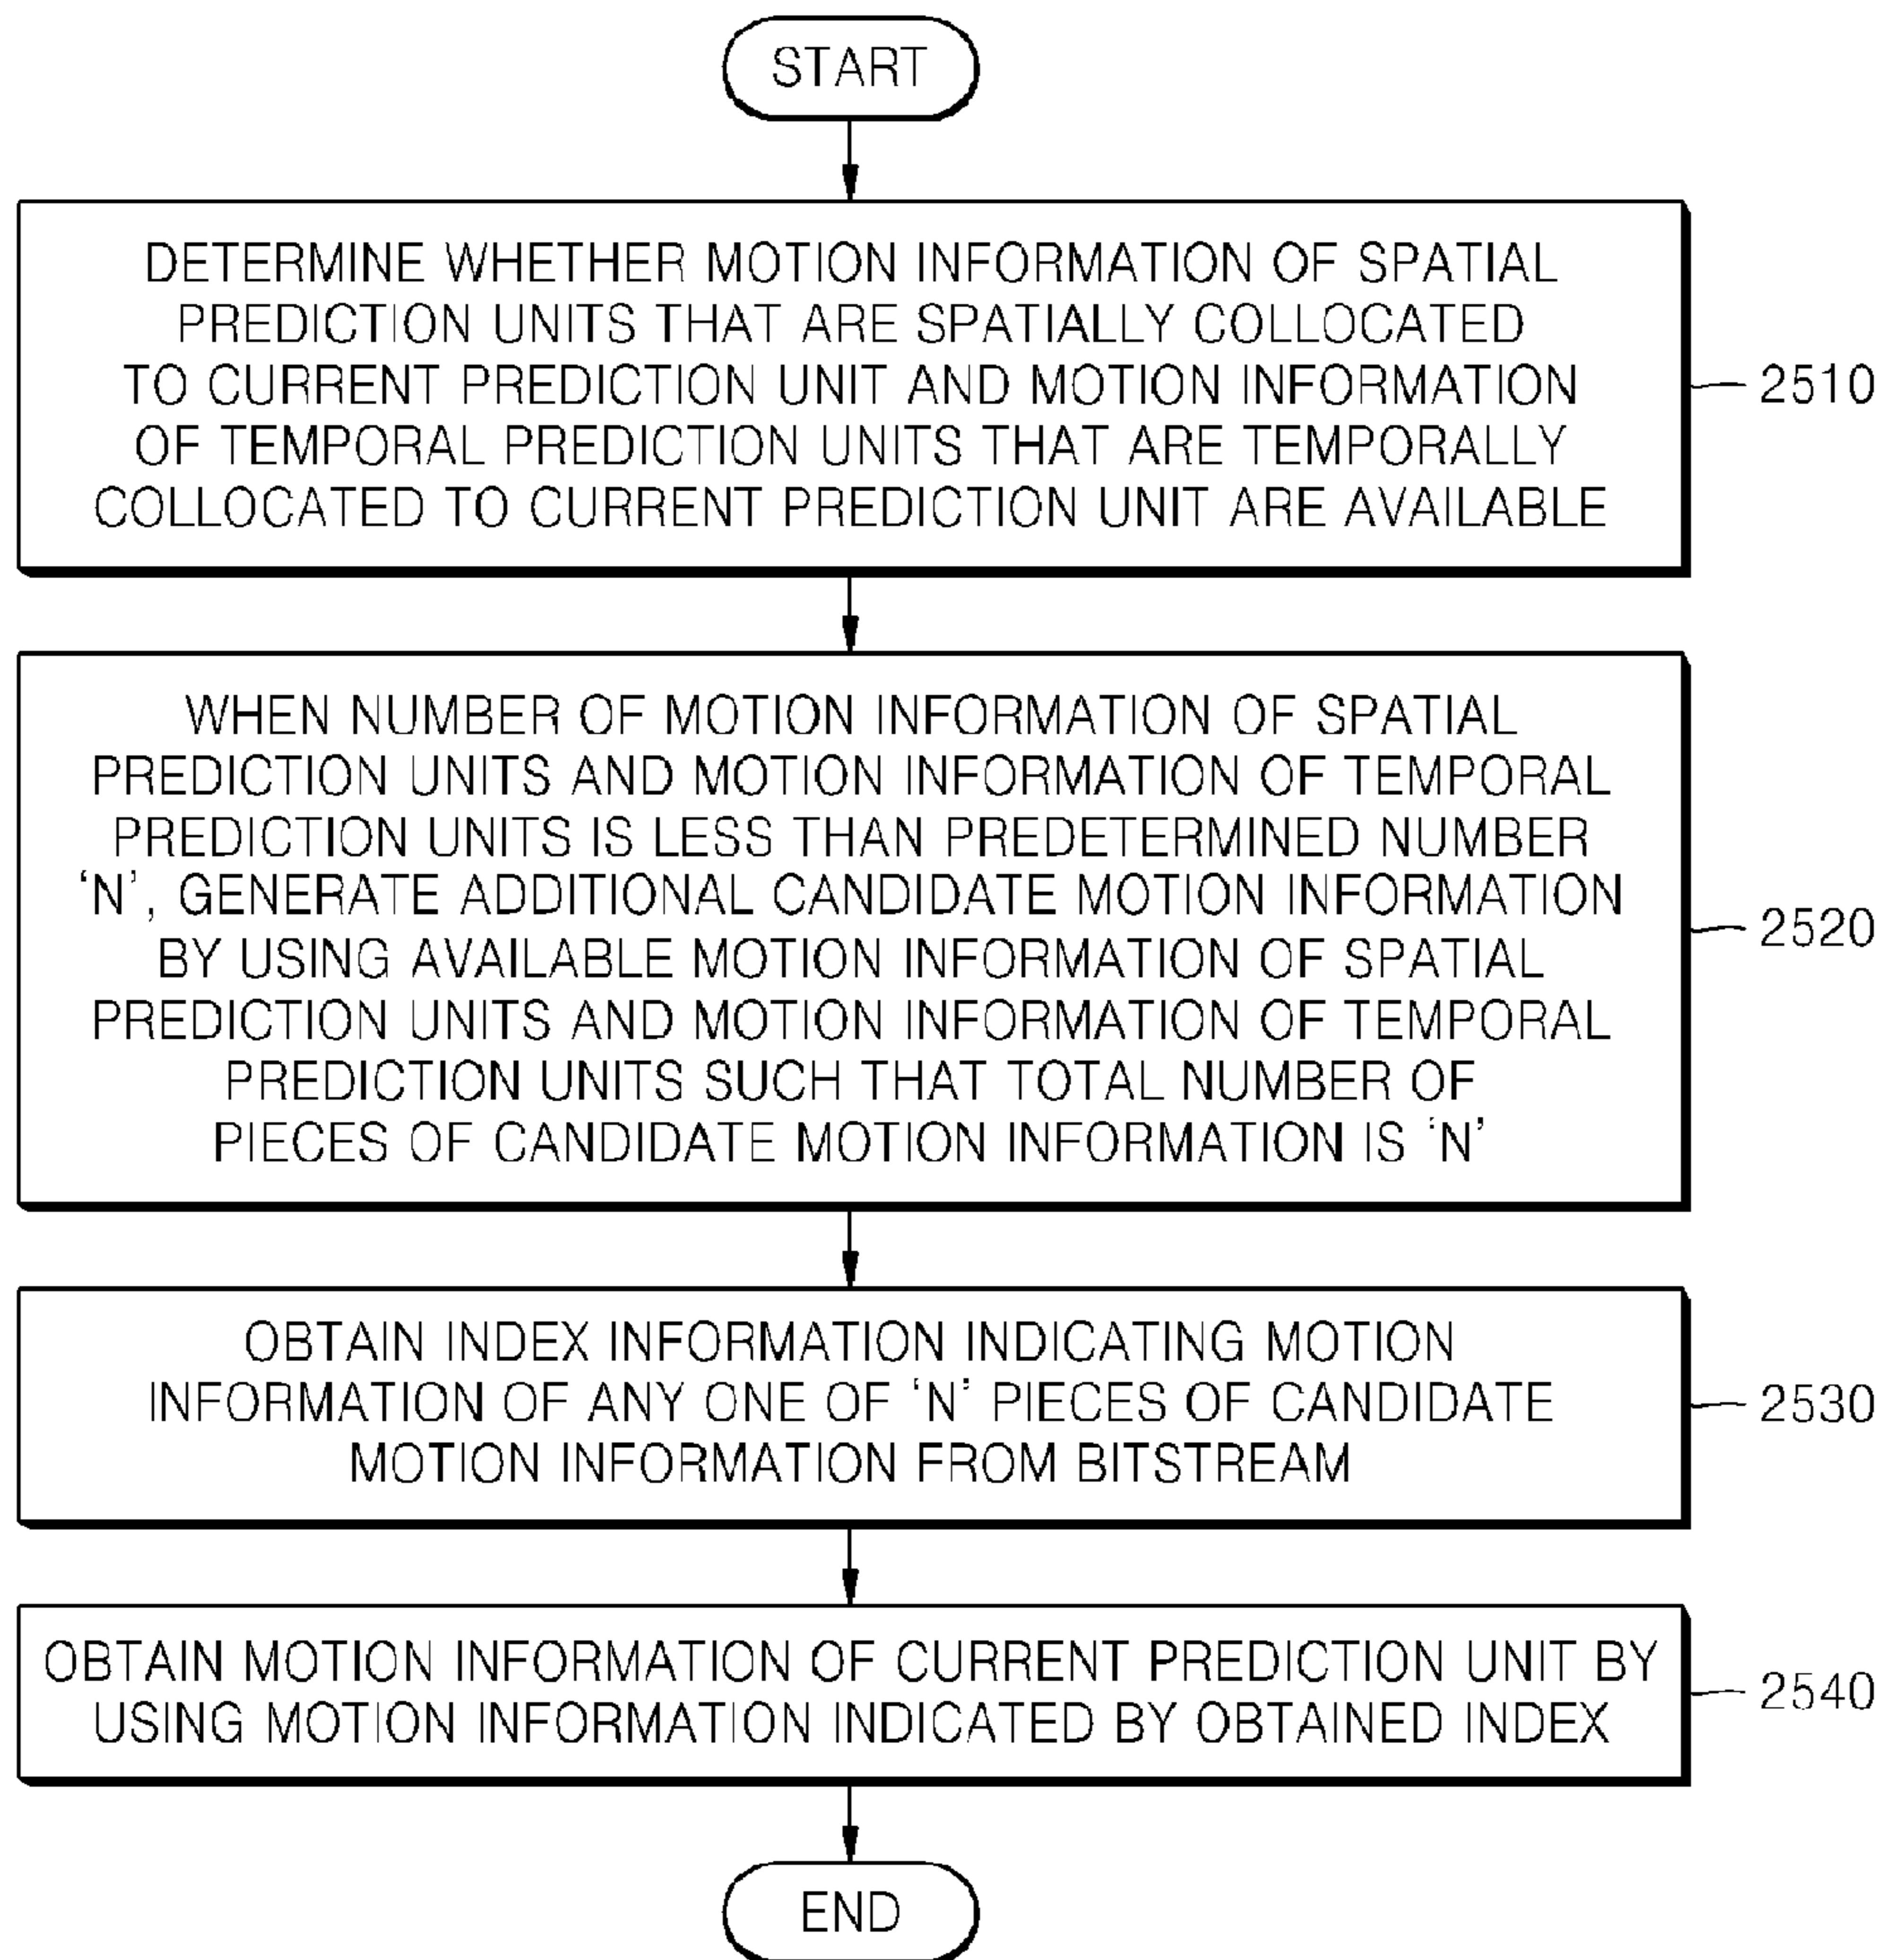 START
DETERMINE WHETHER MOTION INFORMATION OF SPATIAL
PREDICTION UNITS THAT ARE SPATIALLY COLLOCATED
TO CURRENT PREDICTION UNIT AND MOTION INFORMATION
OF TEMPORAL PREDICTION UNITS THAT ARE TEMPORALLY
COLLOCATED TO CURRENT PREDICTION UNIT ARE AVAILABLE
2510
WHEN NUMBER OF MOTION INFORMATION OF SPATIAL
PREDICTION UNITS AND MOTION INFORMATION OF TEMPORAL
PREDICTION UNITS IS LESS THAN PREDETERMINED NUMBER
‘N’, GENERATE ADDITIONAL CANDIDATE MOTION INFORMATION
BY USING AVAILABLE MOTION INFORMATION OF SPATIAL
PREDICTION UNITS AND MOTION INFORMATION OF TEMPORAL
PREDICTION UNITS SUCH THAT TOTAL NUMBER OF
PIECES OF CANDIDATE MOTION INFORMATION IS ‘N’
2520
OBTAIN INDEX INFORMATION INDICATING MOTION
INFORMATION OF ANY ONE OF ‘N’ PIECES OF CANDIDATE
MOTION INFORMATION FROM BITSTREAM
2530
OBTAIN MOTION INFORMATION OF CURRENT PREDICTION UNIT BY
USING MOTION INFORMATION INDICATED BY OBTAINED INDEX
2540
END